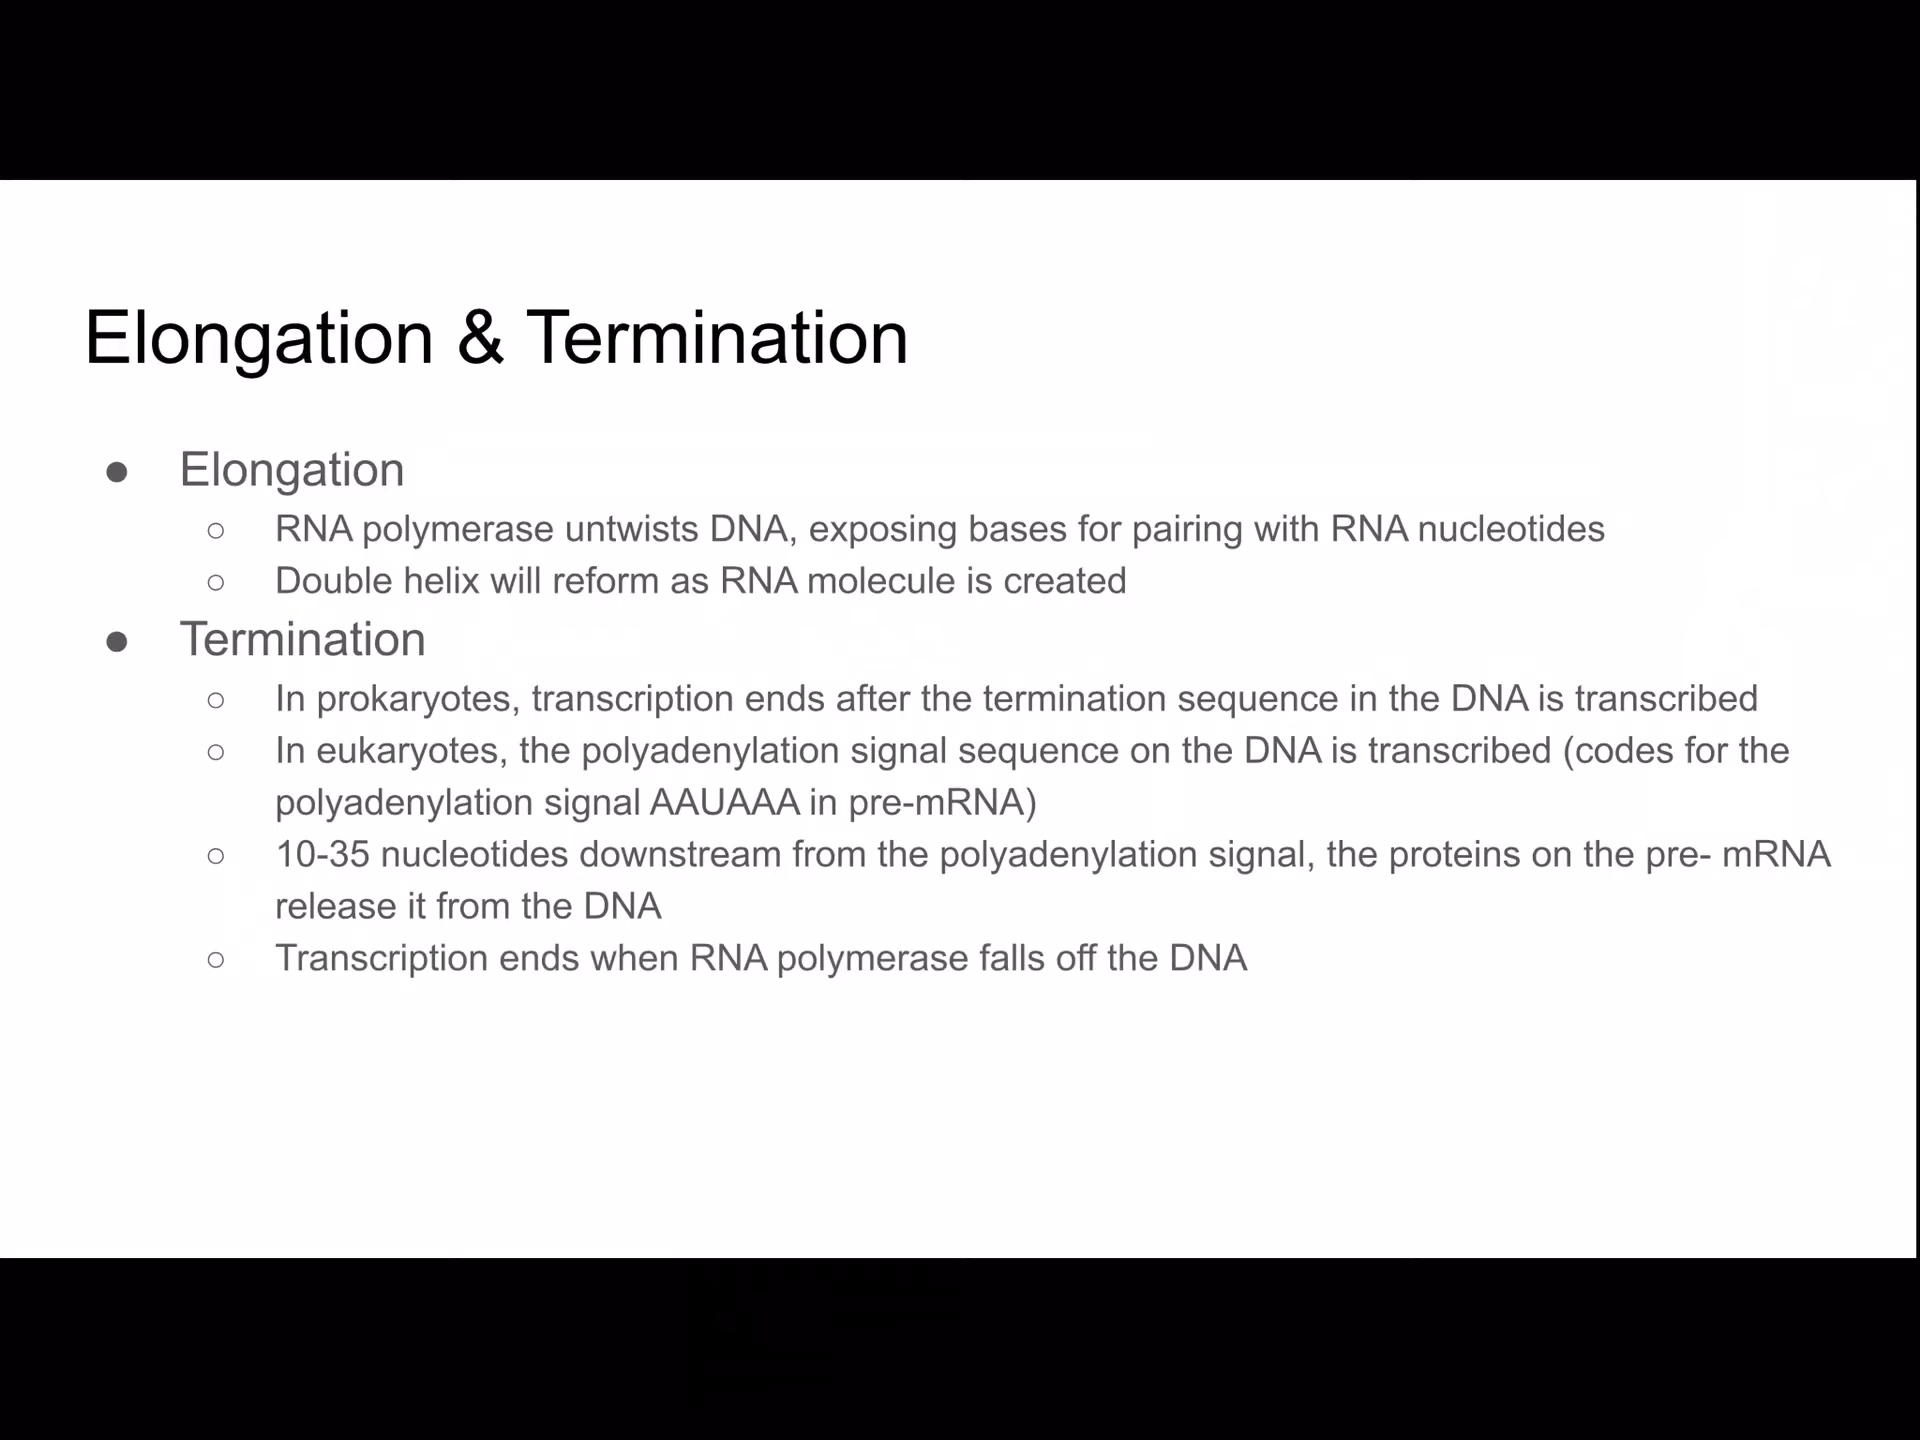 Elongation & Termination
● Elongation
○ RNA polymerase untwists DNA, exposing bases for pairing with RNA nucleotides
○ Double helix will reform as RNA molecule is created
● Termination
○ In prokaryotes, transcription ends after the termination sequence in the DNA is transcribed
○ In eukaryotes, the polyadenylation signal sequence on the DNA is transcribed (codes for the
polyadenylation signal AAUAAA in pre-mRNA)
○ 10-35 nucleotides downstream from the polyadenylation signal, the proteins on the pre- mRNA
release it from the DNA
○ Transcription ends when RNA polymerase falls off the DNA